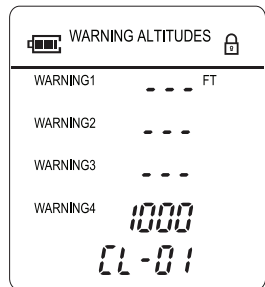 WARNING ALTITUDES
WARNING1 --- FT
WARNING2 ---
WARNING3 ---
WARNING4 1000
CL-01